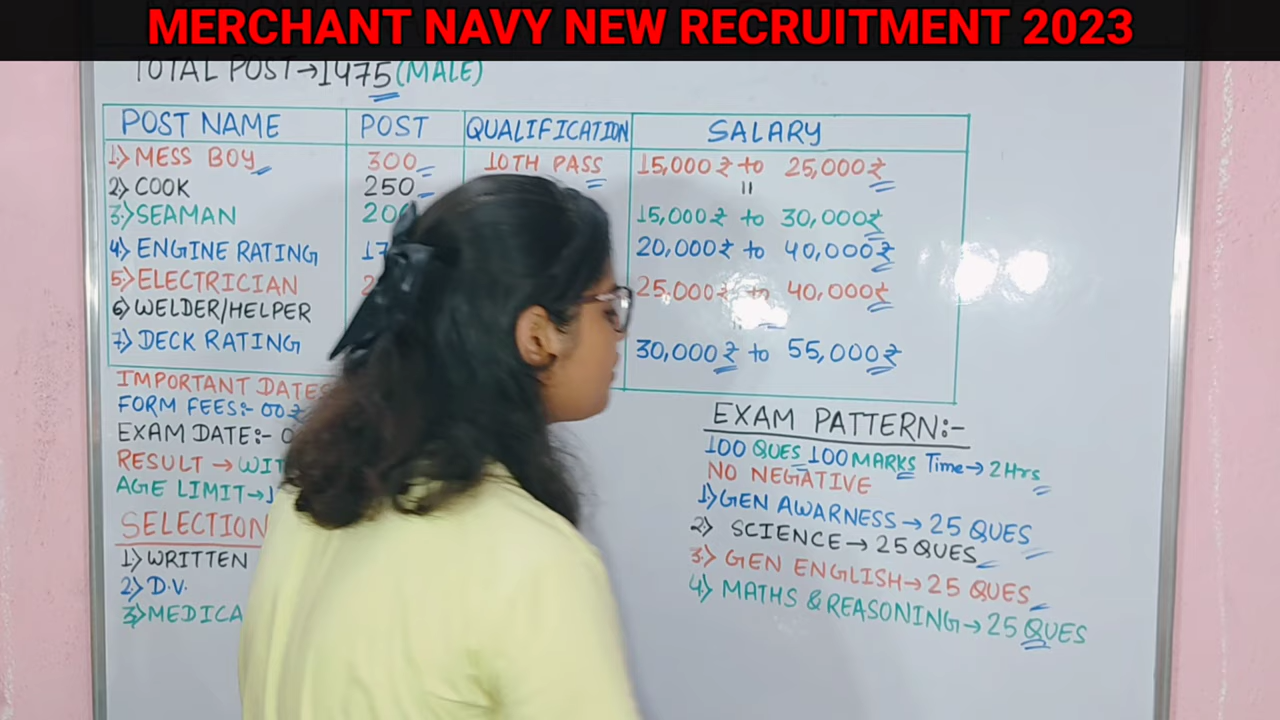 MERCHANT NAVY NEW RECRUITMENT 2023
TOTAL POST→1475 (MALE)
POST NAME POST QUALIFICATION SALARY
1) MESS BOY 300 10TH PASS 15,000₹ to 25,000₹
2) COOK 250 "
3) SEAMAN 15,000₹ to 30,000₹
4) ENGINE RATING 20,000₹ to 40,000₹
5) ELECTRICIAN 25,000₹ to 40,000₹
6) WELDER/HELPER
7) DECK RATING 30,000₹ to 55,000₹
IMPORTANT DATES
FORM FEES:- 00₹
EXAM DATE:-
RESULT →
AGE LIMIT→
SELECTION
1) WRITTEN
2) D.V.
3)
EXAM PATTERN:-
100 QUES 100 MARKS Time→ 2Hrs
NO NEGATIVE
1) GEN AWARNESS → 25 QUES
2) SCIENCE → 25 QUES
3) GEN ENGLISH→ 25 QUES
4) MATHS & REASONING→ 25 QUES